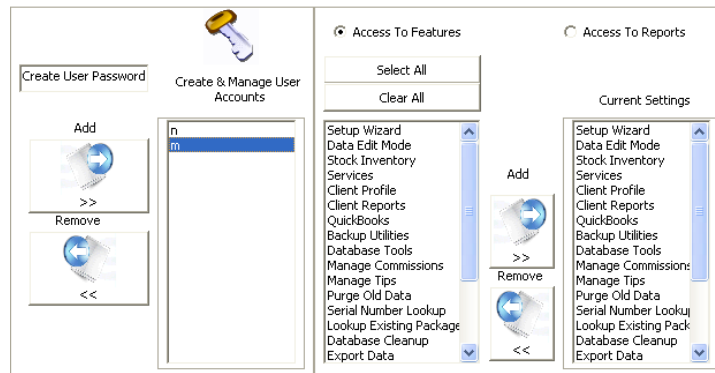 Create User Password
Create & Manage User
Accounts
Add
>>
Remove
<<
n
m
Access To Features
Access To Reports
Select All
Clear All
Current Settings
Setup Wizard
Data Edit Mode
Stock Inventory
Services
Client Profile
Client Reports
QuickBooks
Backup Utilities
Database Tools
Manage Commissions
Manage Tips
Purge Old Data
Serial Number Lookup
Lookup Existing Package
Database Cleanup
Export Data
Add
>>
Remove
<<
Setup Wizard
Data Edit Mode
Stock Inventory
Services
Client Profile
Client Reports
QuickBooks
Backup Utilities
Database Tools
Manage Commissions
Manage Tips
Purge Old Data
Serial Number Lookup
Lookup Existing Pack
Database Cleanup
Export Data